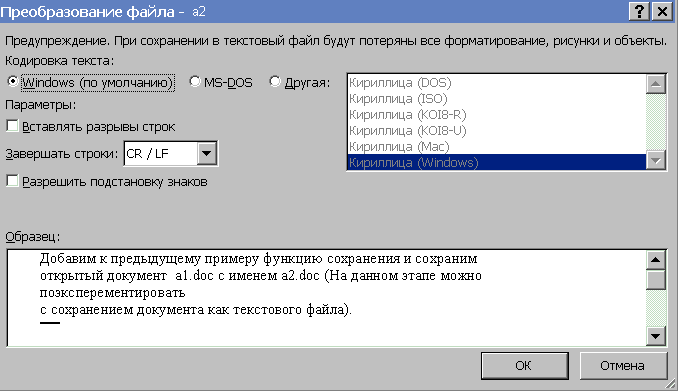 Преобразование файла - a2
Предупреждение. При сохранении в текстовый файл будут потеряны все форматирование, рисунки и объекты.
Кодировка текста:
Windows (по умолчанию) MS-DOS Другая:
Кириллица (DOS)
Кириллица (ISO)
Кириллица (KOI8-R)
Кириллица (KOI8-U)
Кириллица (Mac)
Кириллица (Windows)
Параметры:
Вставлять разрывы строк
Завершать строки: CR / LF
Разрешить подстановку знаков
Образец:
Добавим к предыдущему примеру функцию сохранения и сохраним
открытый документ a1.doc с именем a2.doc (На данном этапе можно
поэксперементировать
с сохранением документа как текстового файла).
ОК Отмена